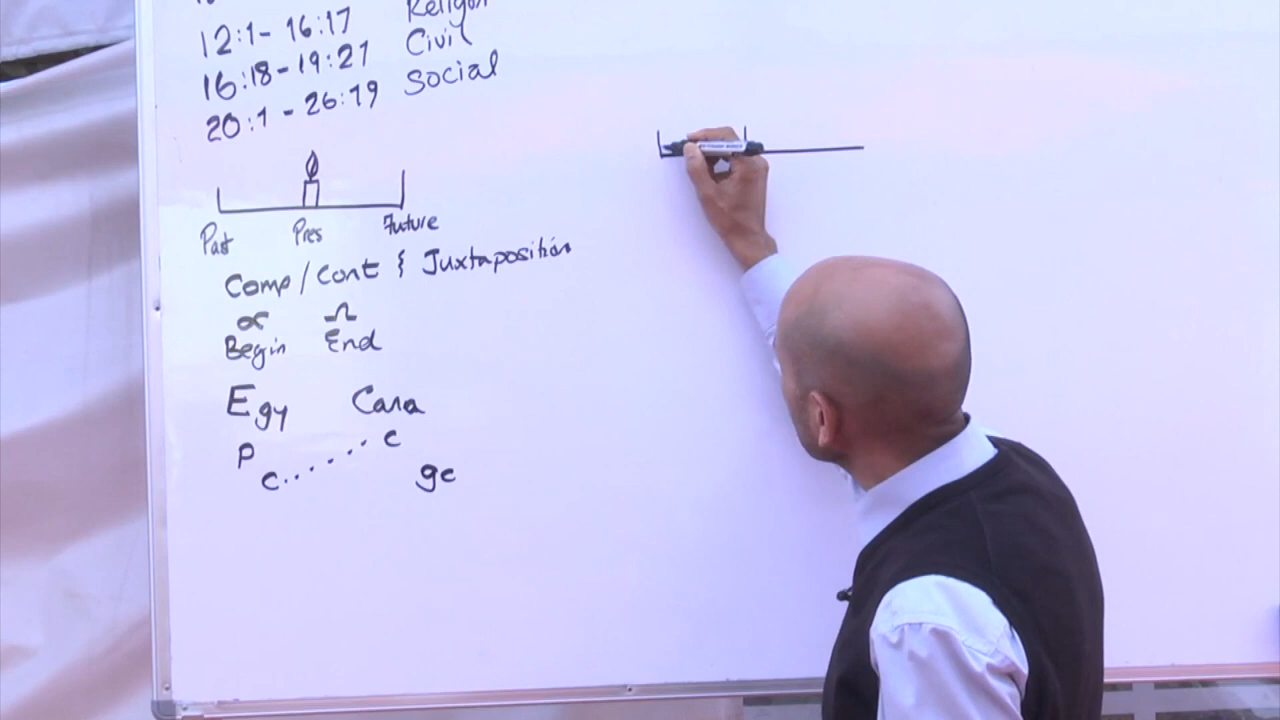 12:1- 16:17 Religion
16:18-19:21 Civil
20:1 - 26:19 Social
Past Pres Future
Comp/Cont & Juxtaposition
α Ω
Begin End
Egy Cana
P
c...... c
gc